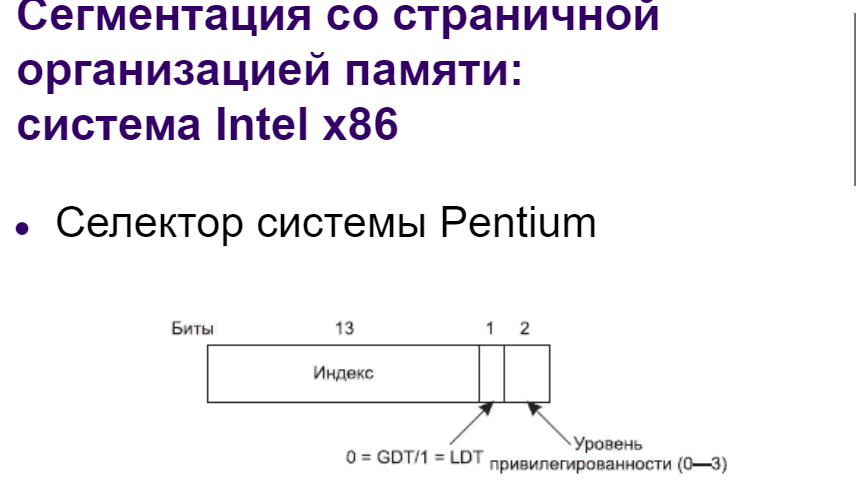 Сегментация со страничной
организацией памяти:
система Intel x86
Селектор системы Pentium
Биты 13 1 2
Индекс
0 = GDT/1 = LDT
Уровень
привилегированности (0—3)